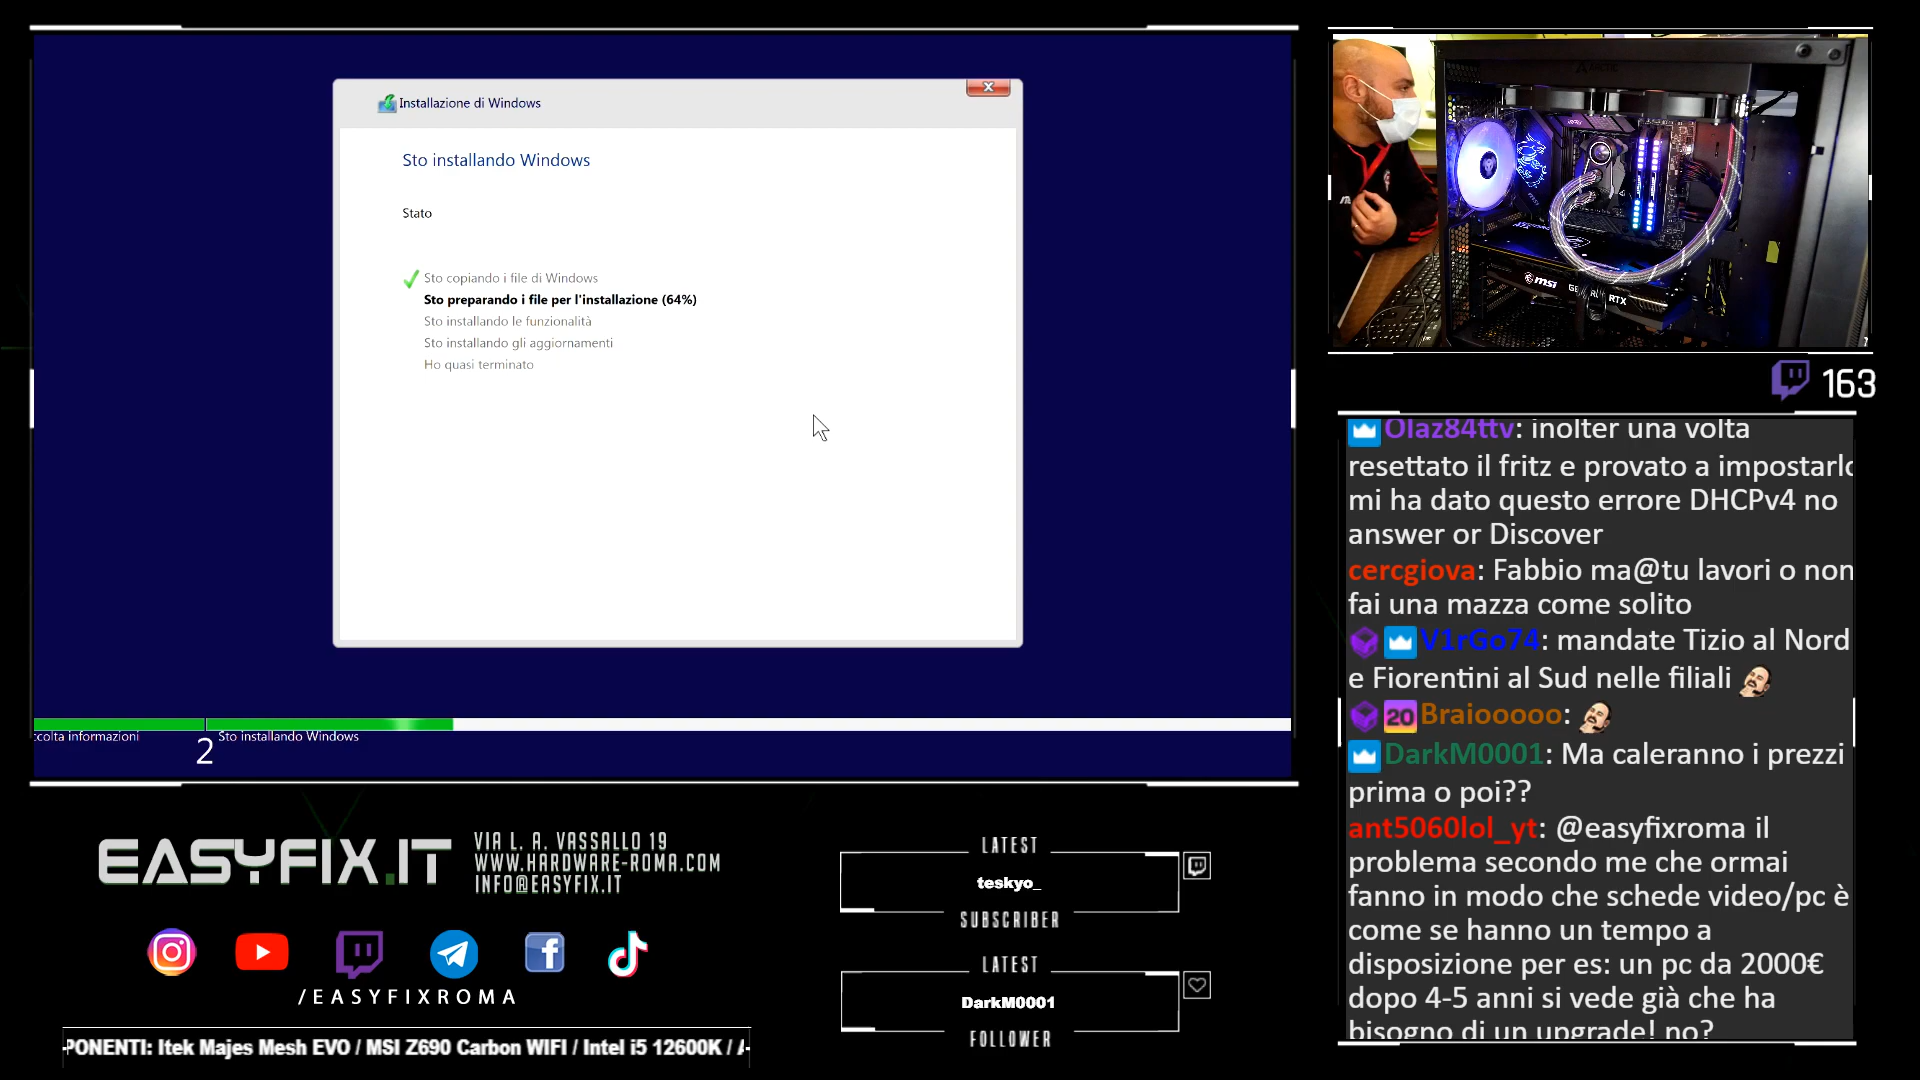 Installazione di Windows
Sto installando Windows
Stato
Sto copiando i file di Windows
Sto preparando i file per l'installazione (64%)
Sto installando le funzionalità
Sto installando gli aggiornamenti
Ho quasi terminato
colta informazioni
2
Sto installando Windows
ARCTIC
msi
RTX
163
Olaz84ttv: inolter una volta
resettato il fritz e provato a impostarlo
mi ha dato questo errore DHCPv4 no
answer or Discover
cercgiova: Fabbio ma@tu lavori o non
fai una mazza come solito
V1rGo74: mandate Tizio al Nord
e Fiorentini al Sud nelle filiali
20 Braiooooo:
DarkM0001: Ma caleranno i prezzi
prima o poi??
ant5060lol_yt: @easyfixroma il
problema secondo me che ormai
fanno in modo che schede video/pc è
come se hanno un tempo a
disposizione per es: un pc da 2000€
dopo 4-5 anni si vede già che ha
bisogno di un upgrade! no?
EASYFIX.IT
VIA L. A. VASSALLO 19
WWW.HARDWARE-ROMA.COM
INFO@EASYFIX.IT
/EASYFIXROMA
PONENTI: Itek Majes Mesh EVO / MSI Z690 Carbon WIFI / Intel i5 12600K /
LATEST
teskyo_
SUBSCRIBER
LATEST
DarkM0001
FOLLOWER